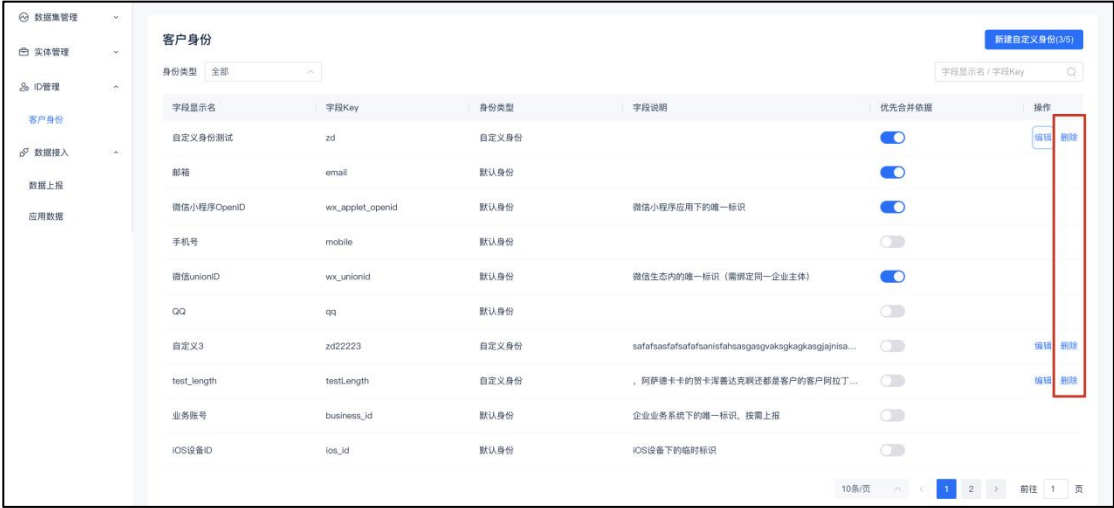 数据集管理
实体管理
ID管理
客户身份
数据接入
数据上报
应用数据
客户身份
新建自定义身份(3/5)
身份类型 全部
字段显示名 / 字段Key
字段显示名 字段Key 身份类型 字段说明 优先合并依据 操作
自定义身份测试 zd 自定义身份 编辑 删除
邮箱 email 默认身份
微信小程序OpenID wx_applet_openid 默认身份 微信小程序应用下的唯一标识
手机号 mobile 默认身份
微信unionID wx_unionid 默认身份 微信生态内的唯一标识（需绑定同一企业主体）
QQ qq 默认身份
自定义3 zd22223 自定义身份 safafsasfafsafafsanisfahsasgasgvaksgkagkasgjajnisa... 编辑 删除
test_length testLength 自定义身份 ，阿萨德卡卡的贺卡浑善达克啊还都是客户的客户阿拉丁... 编辑 删除
业务账号 business_id 默认身份 企业业务系统下的唯一标识，按需上报
iOS设备ID ios_id 默认身份 iOS设备下的临时标识
10条/页 1 2 前往 1 页